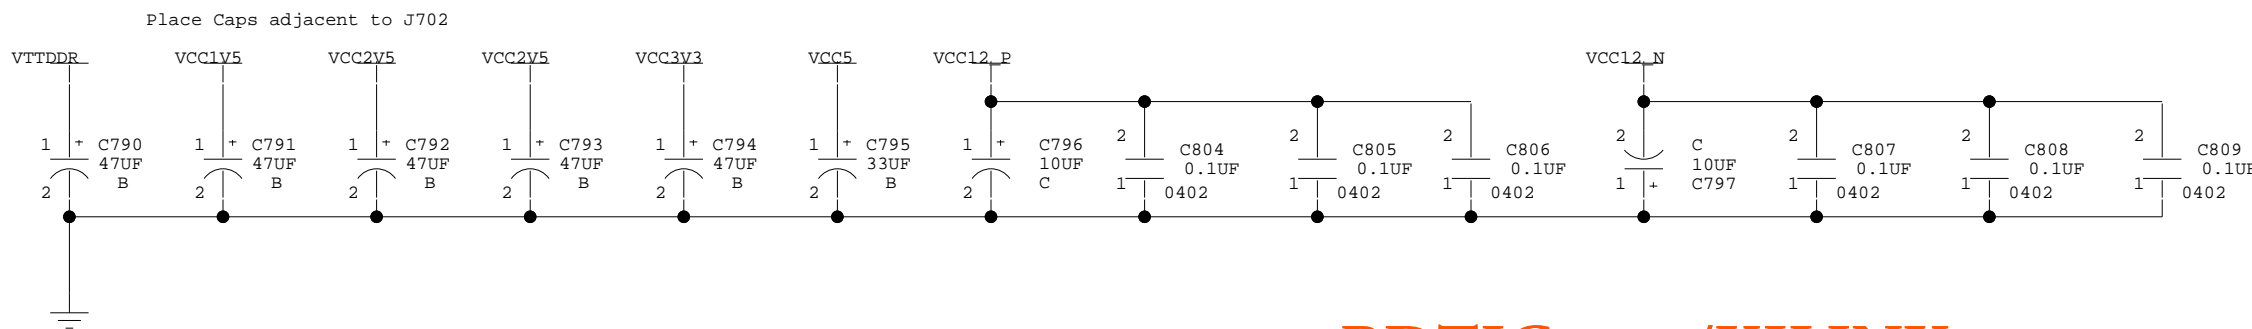 Place Caps adjacent to J702
VTTDDR VCC1V5 VCC2V5 VCC2V5 VCC3V3 VCC5 VCC12_P VCC12_N
1 + C790 47UF B 2
1 + C791 47UF B 2
1 + C792 47UF B 2
1 + C793 47UF B 2
1 + C794 47UF B 2
1 + C795 33UF B 2
1 + C796 10UF C 2
2 C804 0.1UF 1 0402
2 C805 0.1UF 1 0402
2 C806 0.1UF 1 0402
2 C 10UF 1 + C797
2 C807 0.1UF 1 0402
2 C808 0.1UF 1 0402
2 C809 0.1UF 1 0402